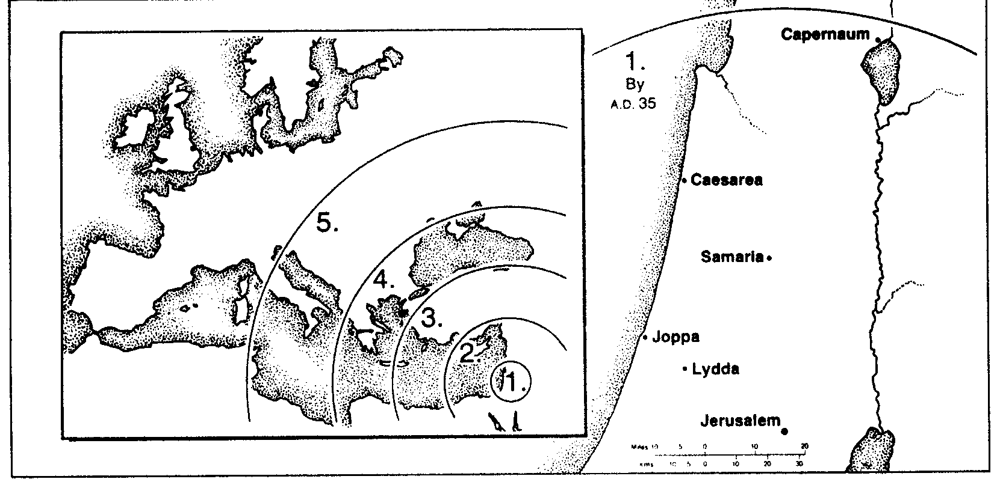 Capernaum
1.
By
A.D. 35
Caesarea
5.
Samaria
4.
3.
Joppa
2.
Lydda
1.
Jerusalem
Miles 10 5 0 10 20
kms 10 5 0 10 20 30